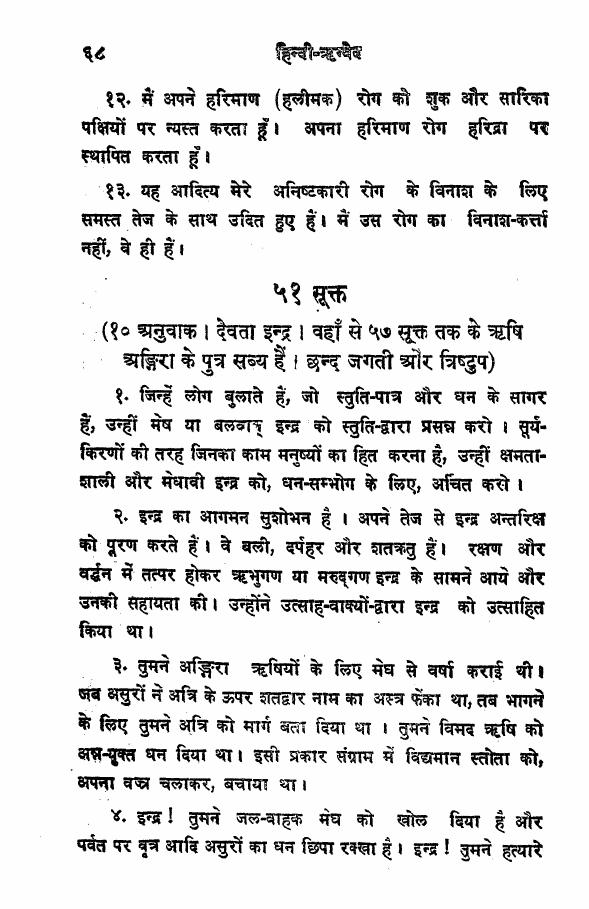 ६८ हिन्दी-ऋग्वेद
१२. मैं अपने हरिमाण (हलीमक) रोग को शुक और सारिका
पक्षियों पर न्यस्त करता हूँ। अपना हरिमाण रोग हरिद्रा पर
स्थापित करता हूँ।
१३. यह आदित्य मेरे अनिष्टकारी रोग के विनाश के लिए
समस्त तेज के साथ उदित हुए हैं। मैं उस रोग का विनाश-कर्त्ता
नहीं, वे ही हैं।
५१ सूक्त
(१० अनुवाक। देवता इन्द्र। वहाँ से ५७ सूक्त तक के ऋषि
अङ्गिरा के पुत्र सब्य हैं। छन्द जगती और त्रिष्टुप)
१. जिन्हें लोग बुलाते हैं, जो स्तुति-पात्र और धन के सागर
हैं, उन्हीं मेष या बलवान् इन्द्र को स्तुति-द्वारा प्रसन्न करो। सूर्य-
किरणों की तरह जिनका काम मनुष्यों का हित करना है, उन्हीं क्षमता-
शाली और मेधावी इन्द्र को, धन-सम्भोग के लिए, अर्चित करो।
२. इन्द्र का आगमन सुशोभन है। अपने तेज से इन्द्र अन्तरिक्ष
को पूरण करते हैं। वे बली, दर्पहर और शतक्रतु हैं। रक्षण और
वर्द्धन में तत्पर होकर ऋभुगण या मरुद्गण इन्द्र के सामने आये और
उनकी सहायता की। उन्होंने उत्साह-वाक्यों-द्वारा इन्द्र को उत्साहित
किया था।
३. तुमने अङ्गिरा ऋषियों के लिए मेघ से वर्षा कराई थी।
जब असुरों ने अत्रि के ऊपर शतद्वार नाम का अस्त्र फेंका था, तब भागने
के लिए तुमने अत्रि को मार्ग बता दिया था। तुमने विमद ऋषि को
अन्न-युक्त धन दिया था। इसी प्रकार संग्राम में विद्यमान स्तोता को,
अपना वज्र चलाकर, बचाया था।
४. इन्द्र! तुमने जल-वाहक मेघ को खोल दिया है और
पर्वत पर वृत्र आदि असुरों का धन छिपा रक्खा है। इन्द्र! तुमने हत्यारे